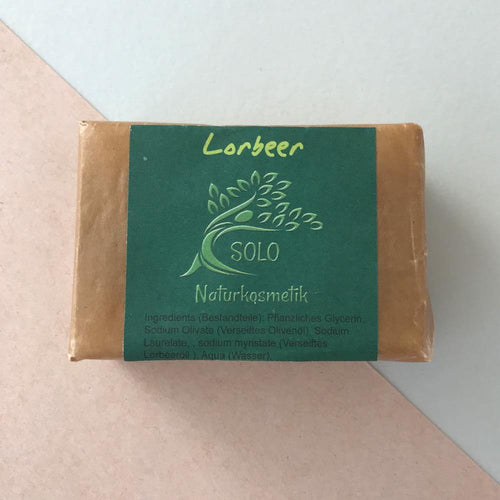 Lorbeer
SOLO
Naturkosmetik
Ingredients (Bestandteile): Pflanzliches Glycerin,
Sodium Olivate (Verseiftes Olivenöl), Sodium
Laurelate, , sodium myristate (Verseiftes
Lorbeeröl ), Aqua (Wasser),